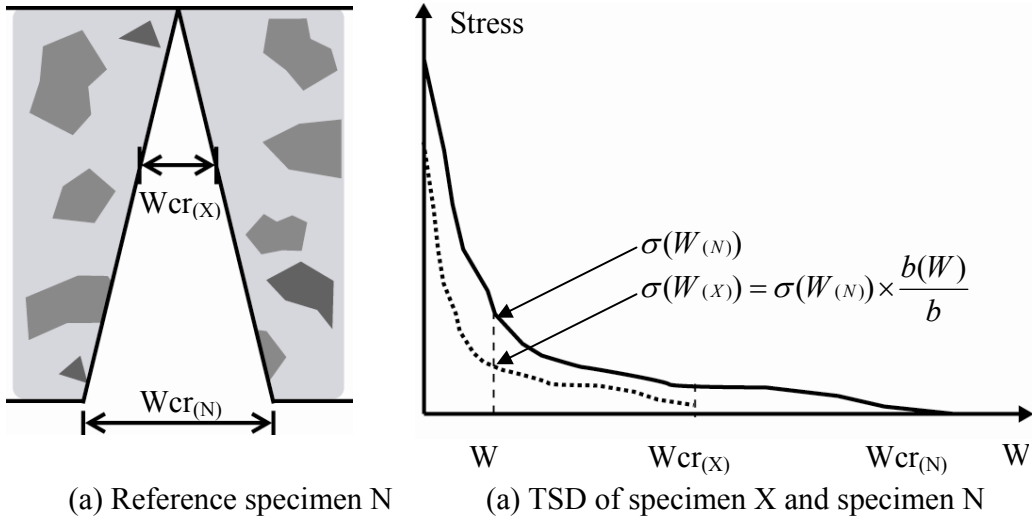 Wcr(X)
Wcr(N)
(a) Reference specimen N
Stress
σ(W(N))
σ(W(X)) = σ(W(N)) × b(W)/b
W
Wcr(X)
Wcr(N)
W
(a) TSD of specimen X and specimen N